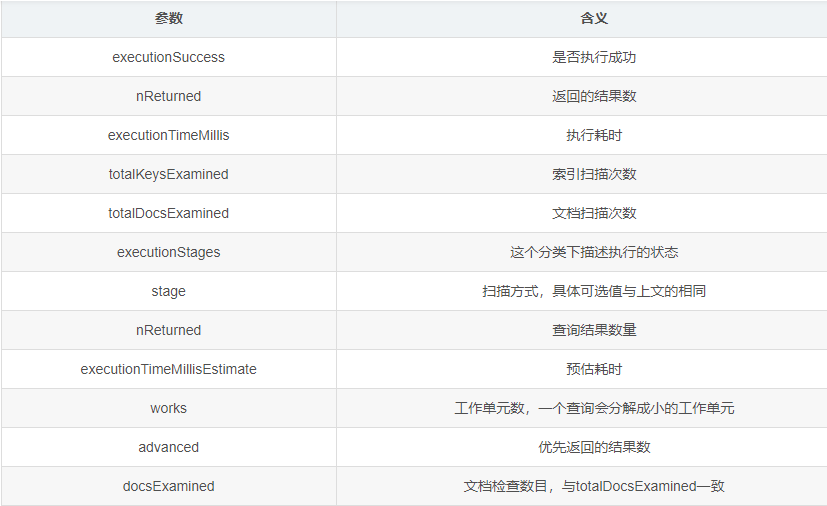 参数 含义
executionSuccess 是否执行成功
nReturned 返回的结果数
executionTimeMillis 执行耗时
totalKeysExamined 索引扫描次数
totalDocsExamined 文档扫描次数
executionStages 这个分类下描述执行的状态
stage 扫描方式，具体可选值与上文的相同
nReturned 查询结果数量
executionTimeMillisEstimate 预估耗时
works 工作单元数，一个查询会分解成小的工作单元
advanced 优先返回的结果数
docsExamined 文档检查数目，与totalDocsExamined一致